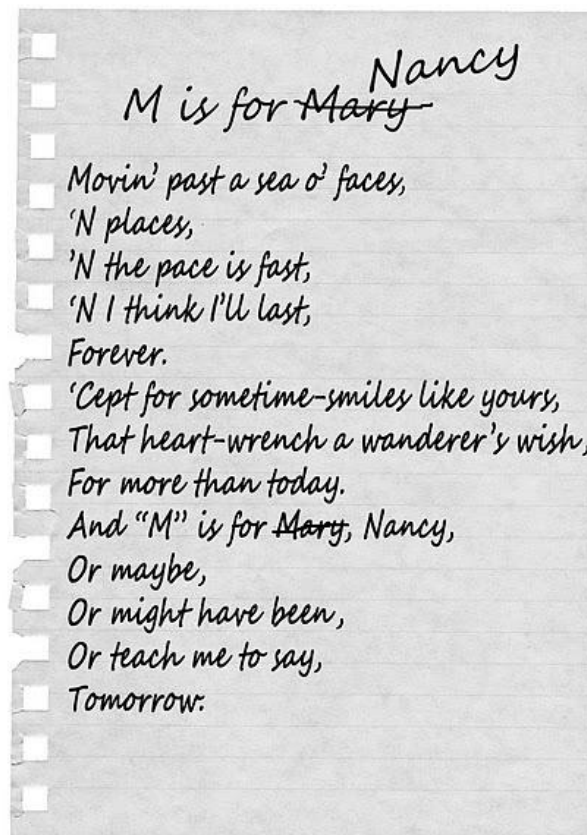 Nancy
M is for Mary
Movin' past a sea o' faces,
'N places,
'N the pace is fast,
'N I think I'll last,
Forever.
'Cept for sometime-smiles like yours,
That heart-wrench a wanderer's wish,
For more than today.
And "M" is for Mary, Nancy,
Or maybe,
Or might have been,
Or teach me to say,
Tomorrow.